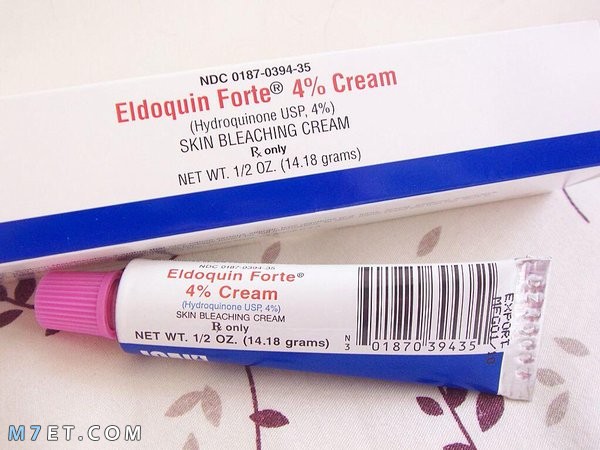 NDC 0187-0394-35
Eldoquin Forte® 4% Cream
(Hydroquinone USP, 4%)
SKIN BLEACHING CREAM
℞ only
NET WT. 1/2 OZ. (14.18 grams)
NDC 0187-0394-35
Eldoquin Forte®
4% Cream
(Hydroquinone USP, 4%)
SKIN BLEACHING CREAM
℞ only
NET WT. 1/2 OZ. (14.18 grams)
N
3
01870 39435
EXPORT
M7ET.COM